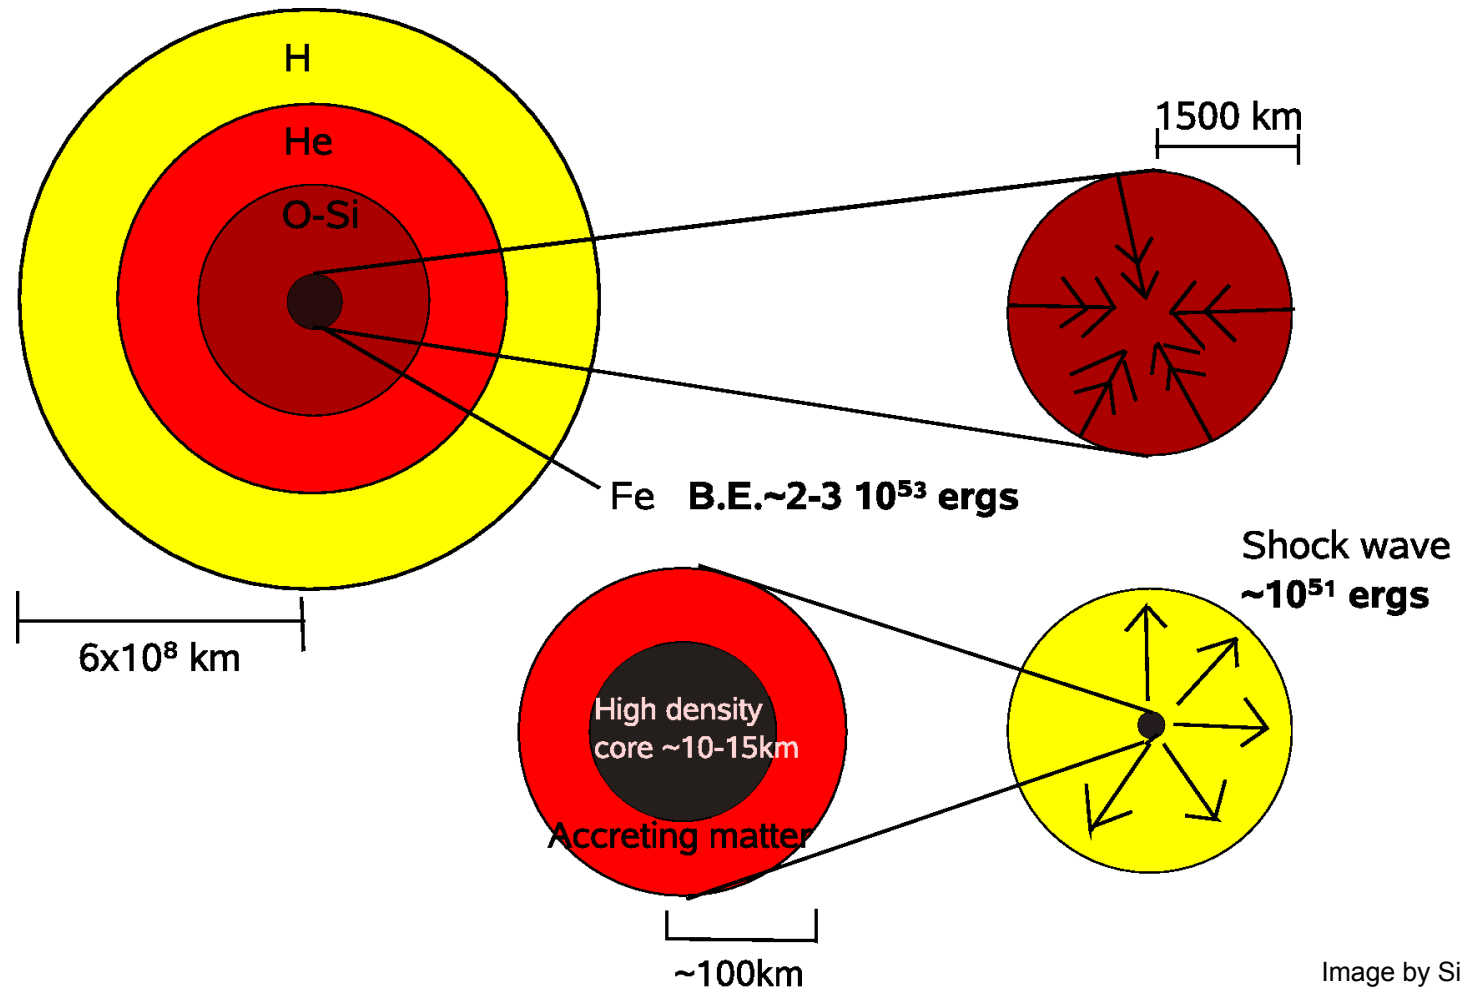 H
He
O-Si
1500 km
Fe B.E.~2-3 10⁵³ ergs
6x10⁸ km
Shock wave
~10⁵¹ ergs
High density
core ~10-15km
Accreting matter
~100km
Image by Si